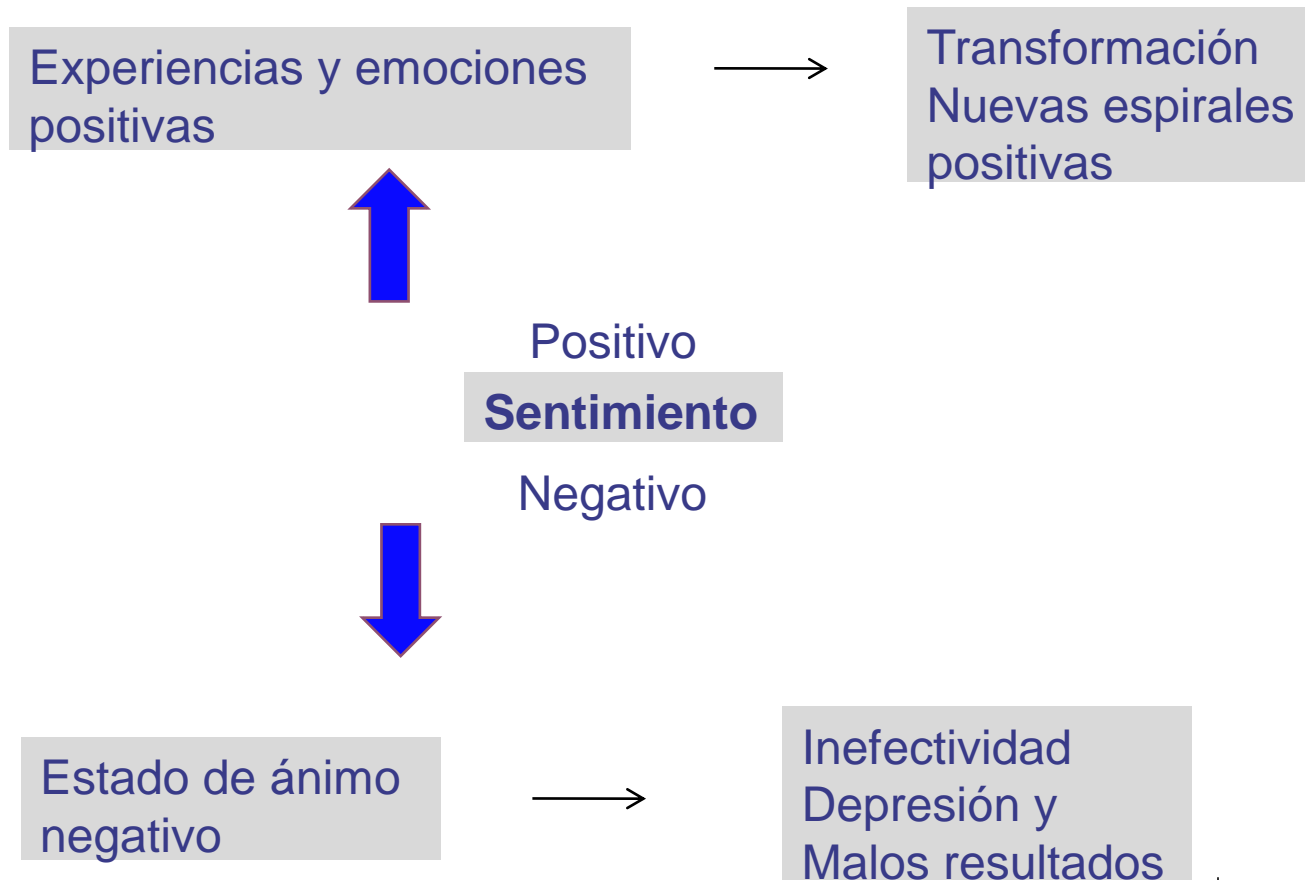 Experiencias y emociones
positivas
Transformación
Nuevas espirales
positivas
Positivo
Sentimiento
Negativo
Estado de ánimo
negativo
Inefectividad
Depresión y
Malos resultados